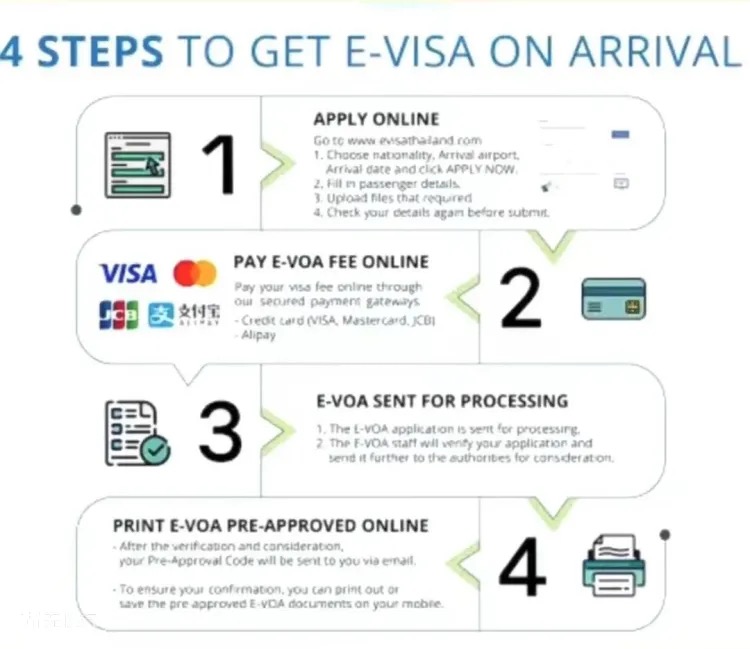 4 STEPS TO GET E-VISA ON ARRIVAL
1
APPLY ONLINE
Go to www.evisathailand.com
1. Choose nationality, Arrival airport,
Arrival date and click APPLY NOW.
2. Fill in passenger details.
3. Upload files that required
4. Check your details again before submit.
VISA
JCB
支 支付宝
ALIPAY
PAY E-VOA FEE ONLINE
Pay your visa fee online through
our secured payment gateways.
- Credit card (VISA, Mastercard, JCB)
- Alipay
2
3
E-VOA SENT FOR PROCESSING
1. The E-VOA application is sent for processing.
2. The E-VOA staff will verify your application and
send it further to the authorities for consideration.
PRINT E-VOA PRE-APPROVED ONLINE
- After the verification and consideration,
your Pre-Approval Code will be sent to you via email.
- To ensure your confirmation, you can print out or
save the pre approved E-VOA documents on your mobile.
4